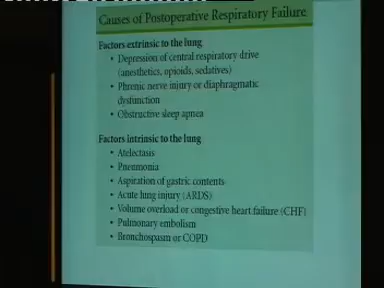 Causes of Postoperative Respiratory Failure
Factors extrinsic to the lung
• Depression of central respiratory drive
(anesthetics, opioids, sedatives)
• Phrenic nerve injury or diaphragmatic
dysfunction
• Obstructive sleep apnea
Factors intrinsic to the lung
• Atelectasis
• Pneumonia
• Aspiration of gastric contents
• Acute lung injury (ARDS)
• Volume overload or congestive heart failure (CHF)
• Pulmonary embolism
• Bronchospasm or COPD